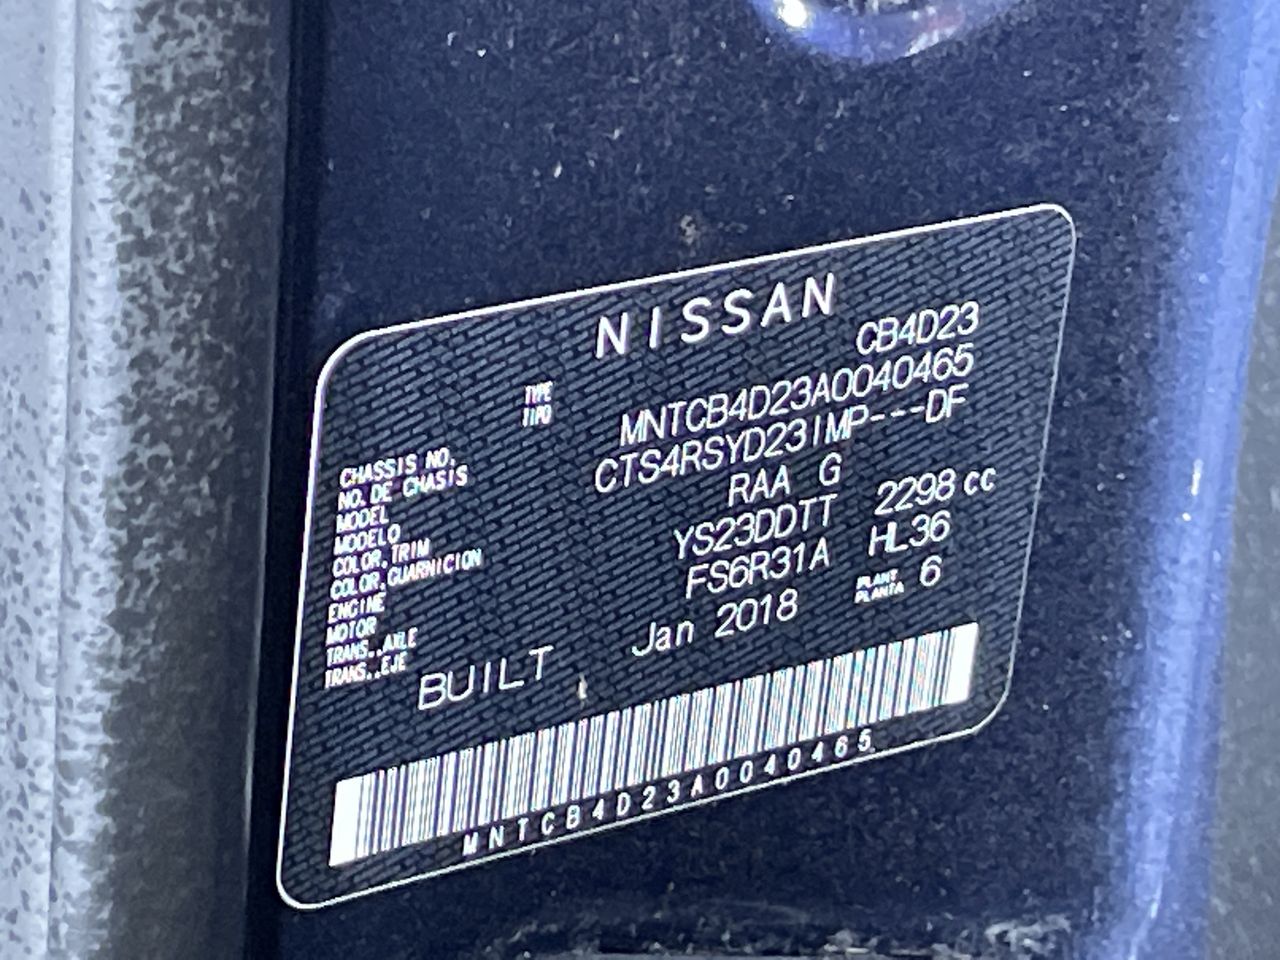 NISSAN
TYPE CB4D23
TIPO
CHASSIS NO. MNTCB4D23A0040465
NO. DE CHASIS
MODEL CTS4RSYD23IMP---DF
MODELO
COLOR, TRIM RAA G
COLOR, GUARNICION
ENGINE YS23DDTT 2298 cc
MOTOR
TRANS., AXLE FS6R31A HL36
TRANS., EJE
BUILT Jan 2018 PLANT 6
PLANTA
MNTCB4D23A0040465